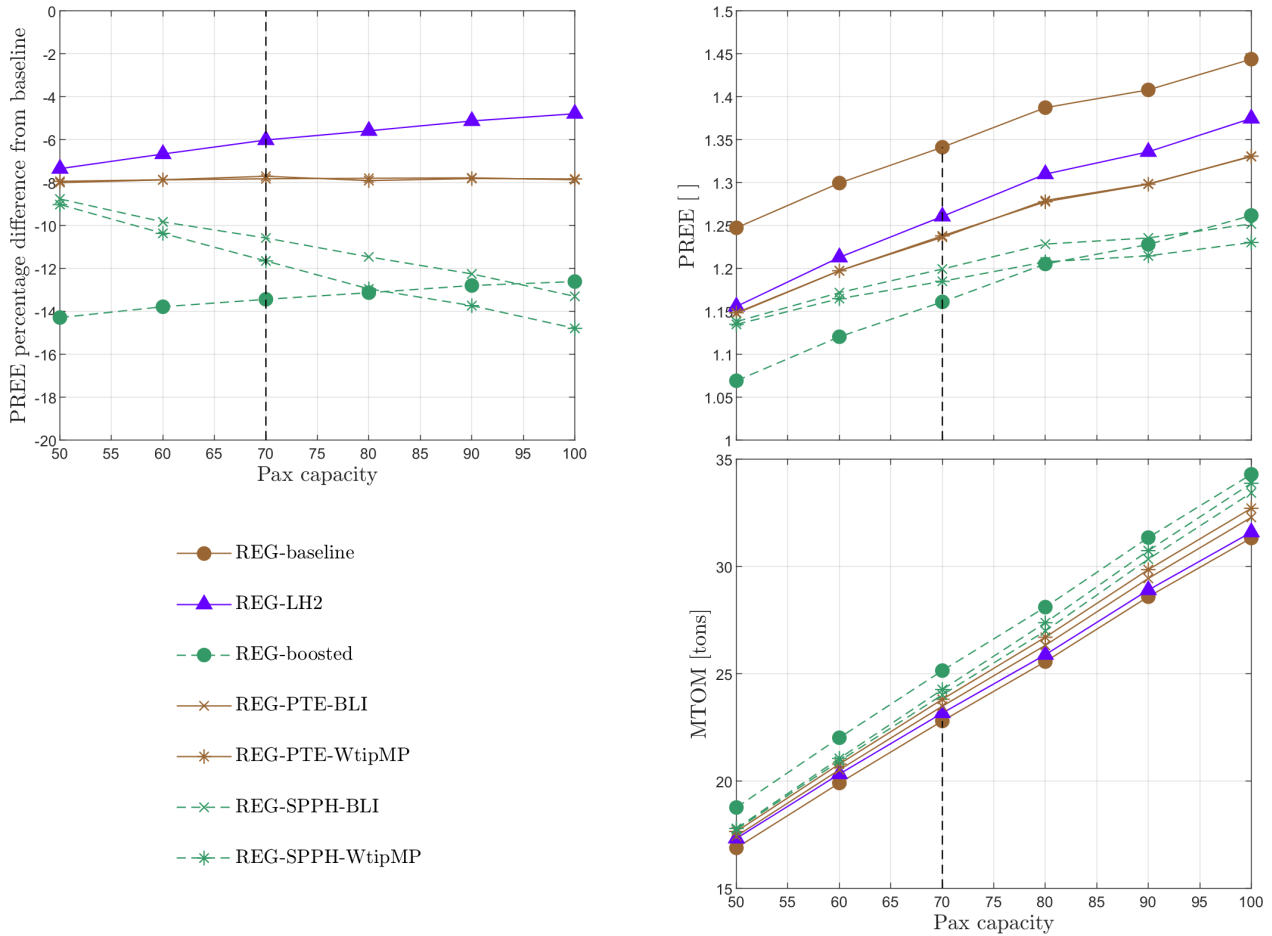 PREE percentage difference from baseline
0
-2
-4
-6
-8
-10
-12
-14
-16
-18
-20
50 55 60 65 70 75 80 85 90 95 100
Pax capacity
PREE [ ]
1.5
1.45
1.4
1.35
1.3
1.25
1.2
1.15
1.1
1.05
1
REG-baseline
REG-LH2
REG-boosted
REG-PTE-BLI
REG-PTE-WtipMP
REG-SPPH-BLI
REG-SPPH-WtipMP
MTOM [tons]
35
30
25
20
15
50 55 60 65 70 75 80 85 90 95 100
Pax capacity